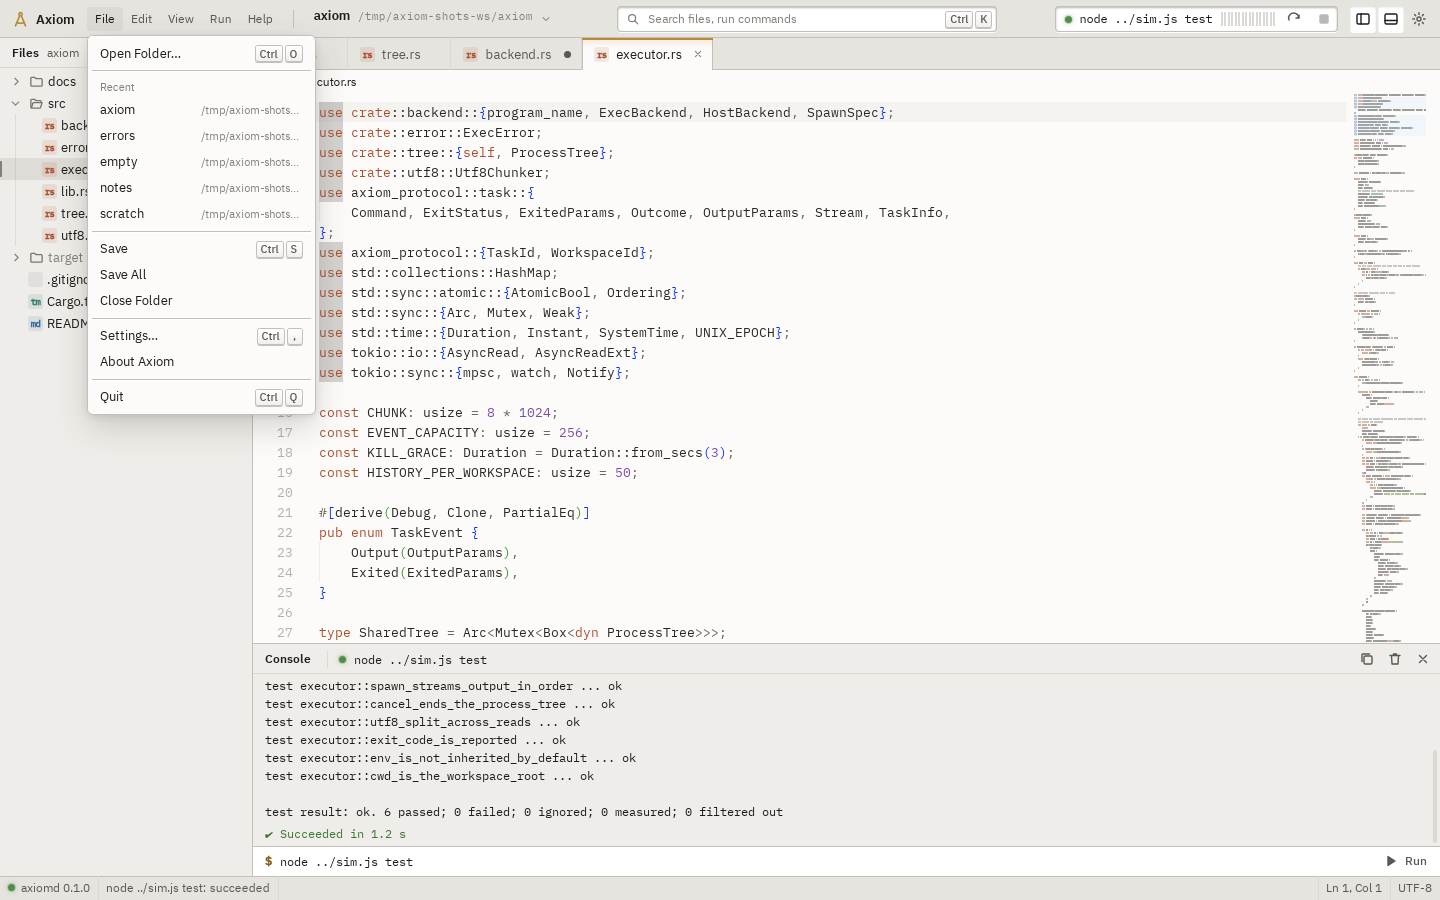 Axiom File Edit View Run Help axiom /tmp/axiom-shots-ws/axiom Search files, run commands Ctrl K node ../sim.js test
Files axiom
tree.rs backend.rs executor.rs
docs
src
rs back
rs error
rs exec
rs lib.rs
rs tree.
rs utf8.
target
.gitigno
tm Cargo.t
md READM
Open Folder... Ctrl O
Recent
axiom /tmp/axiom-shots...
errors /tmp/axiom-shots...
empty /tmp/axiom-shots...
notes /tmp/axiom-shots...
scratch /tmp/axiom-shots...
Save Ctrl S
Save All
Close Folder
Settings... Ctrl ,
About Axiom
Quit Ctrl Q
cutor.rs
use crate::backend::{program_name, ExecBackend, HostBackend, SpawnSpec};
use crate::error::ExecError;
use crate::tree::{self, ProcessTree};
use crate::utf8::Utf8Chunker;
use axiom_protocol::task::{
Command, ExitStatus, ExitedParams, Outcome, OutputParams, Stream, TaskInfo,
};
use axiom_protocol::{TaskId, WorkspaceId};
use std::collections::HashMap;
use std::sync::atomic::{AtomicBool, Ordering};
use std::sync::{Arc, Mutex, Weak};
use std::time::{Duration, Instant, SystemTime, UNIX_EPOCH};
use tokio::io::{AsyncRead, AsyncReadExt};
use tokio::sync::{mpsc, watch, Notify};
16 const CHUNK: usize = 8 * 1024;
17 const EVENT_CAPACITY: usize = 256;
18 const KILL_GRACE: Duration = Duration::from_secs(3);
19 const HISTORY_PER_WORKSPACE: usize = 50;
20
21 #[derive(Debug, Clone, PartialEq)]
22 pub enum TaskEvent {
23 Output(OutputParams),
24 Exited(ExitedParams),
25 }
26
27 type SharedTree = Arc<Mutex<Box<dyn ProcessTree>>>;
Console node ../sim.js test
test executor::spawn_streams_output_in_order ... ok
test executor::cancel_ends_the_process_tree ... ok
test executor::utf8_split_across_reads ... ok
test executor::exit_code_is_reported ... ok
test executor::env_is_not_inherited_by_default ... ok
test executor::cwd_is_the_workspace_root ... ok
test result: ok. 6 passed; 0 failed; 0 ignored; 0 measured; 0 filtered out
✔ Succeeded in 1.2 s
$ node ../sim.js test Run
axiomd 0.1.0 node ../sim.js test: succeeded Ln 1, Col 1 UTF-8